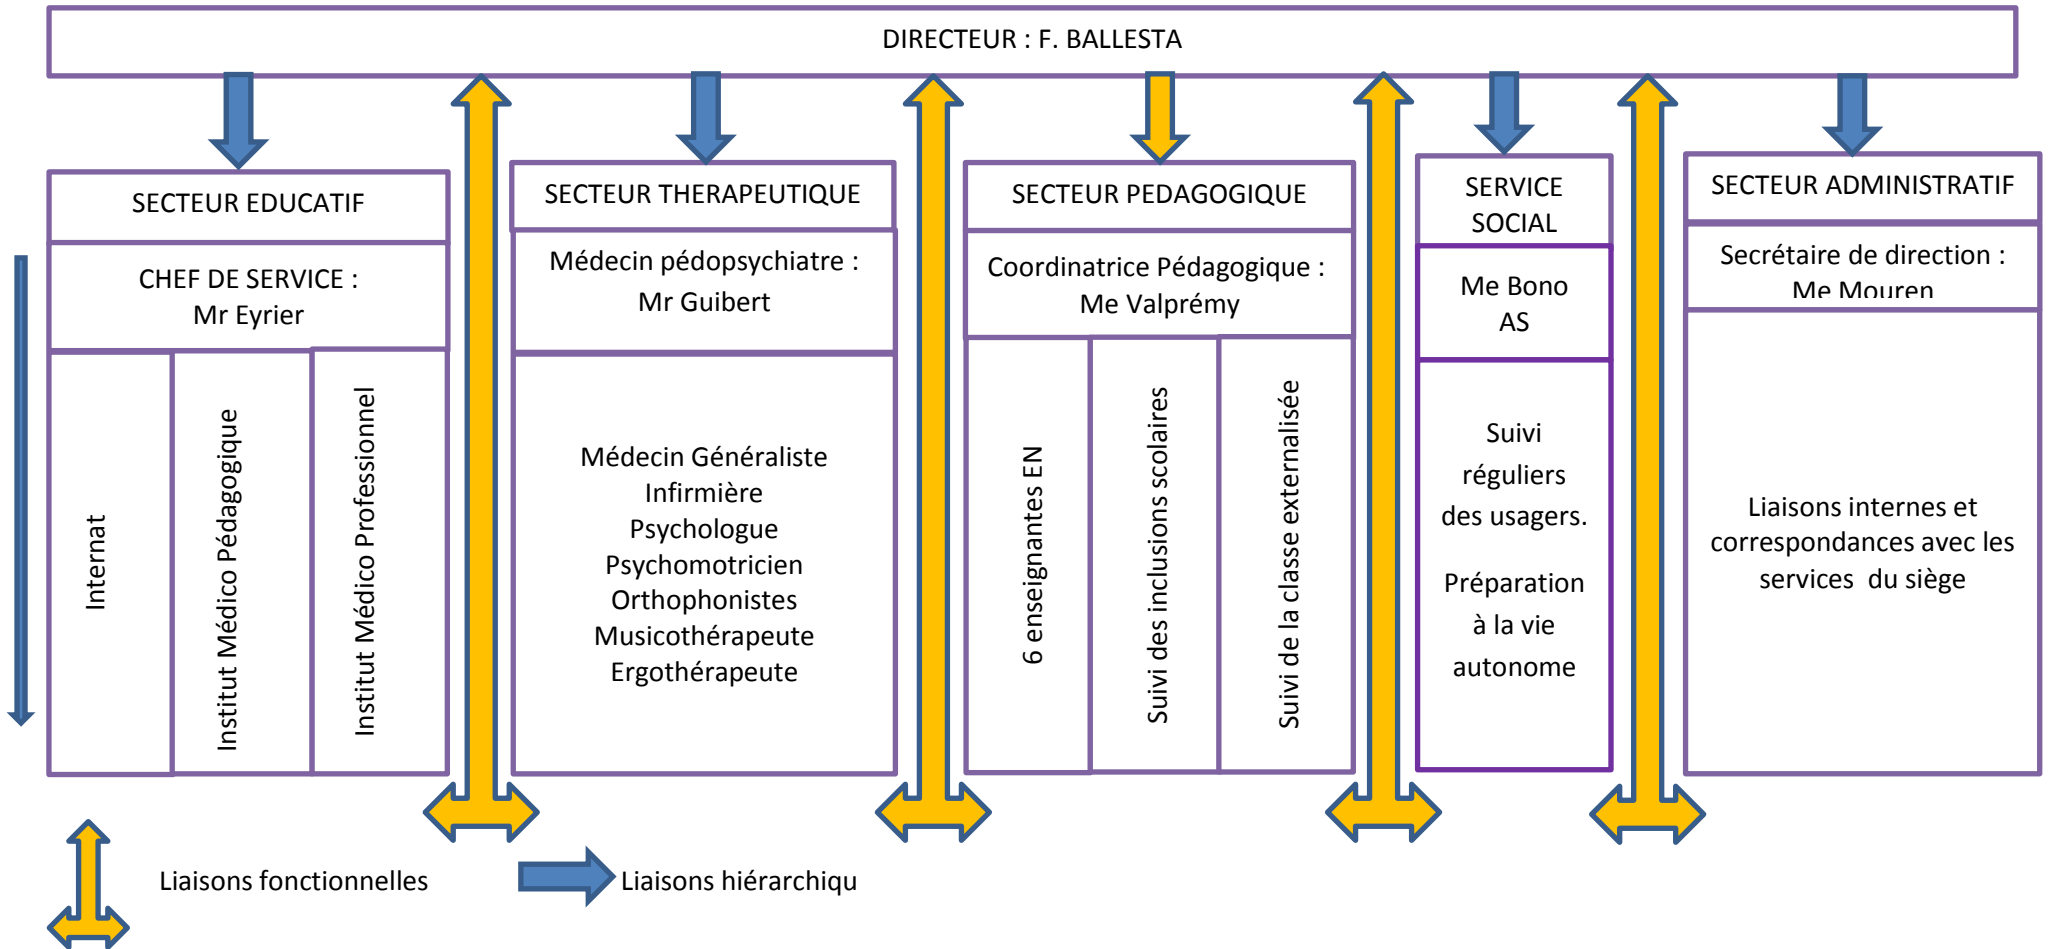 DIRECTEUR : F. BALLESTA
SECTEUR EDUCATIF
CHEF DE SERVICE :
Mr Eyrier
Internat
Institut Médico Pédagogique
Institut Médico Professionnel
SECTEUR THERAPEUTIQUE
Médecin pédopsychiatre :
Mr Guibert
Médecin Généraliste
Infirmière
Psychologue
Psychomotricien
Orthophonistes
Musicothérapeute
Ergothérapeute
SECTEUR PEDAGOGIQUE
Coordinatrice Pédagogique :
Me Valprémy
6 enseignantes EN
Suivi des inclusions scolaires
Suivi de la classe externalisée
SERVICE
SOCIAL
Me Bono
AS
Suivi
réguliers
des usagers.
Préparation
à la vie
autonome
SECTEUR ADMINISTRATIF
Secrétaire de direction :
Me Mouren
Liaisons internes et
correspondances avec les
services du siège
Liaisons fonctionnelles
Liaisons hiérarchiqu